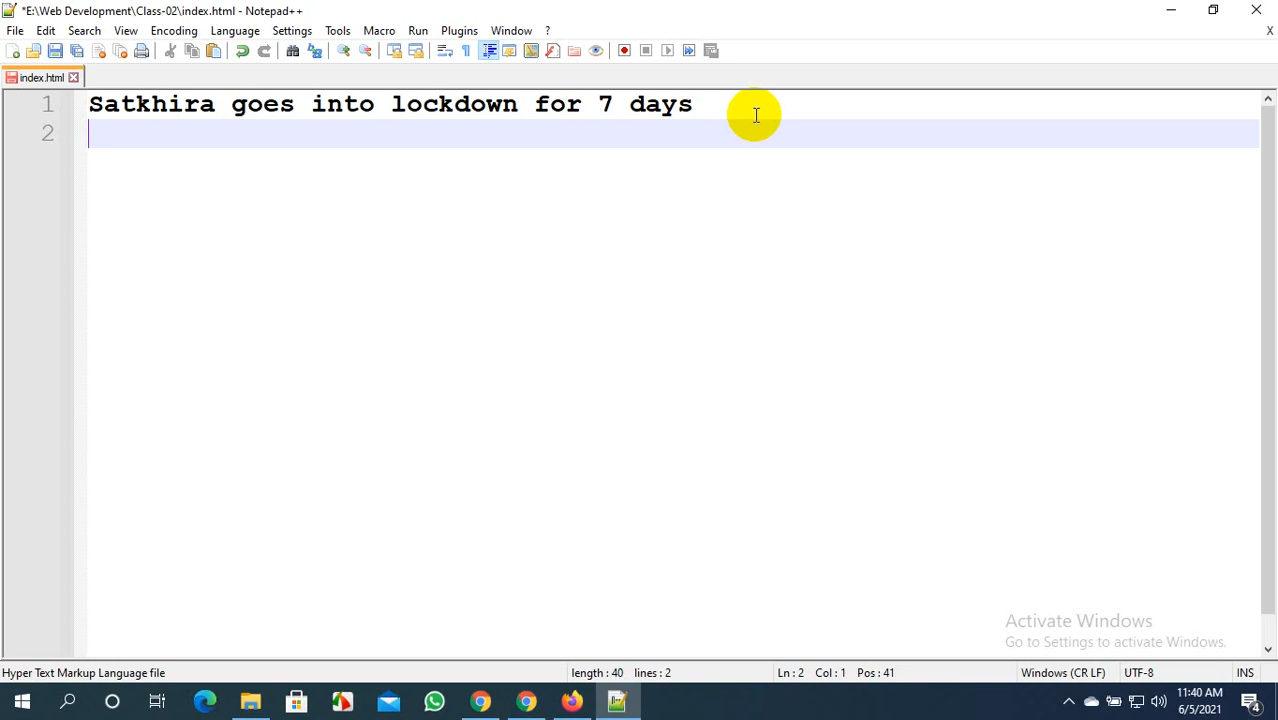 *E:\Web Development\Class-02\index.html - Notepad++
File Edit Search View Encoding Language Settings Tools Macro Run Plugins Window ? X
index.html
1 Satkhira goes into lockdown for 7 days
2
Activate Windows
Go to Settings to activate Windows.
Hyper Text Markup Language file length : 40 lines : 2 Ln : 2 Col : 1 Pos : 41 Windows (CR LF) UTF-8 INS
11:40 AM
6/5/2021
4